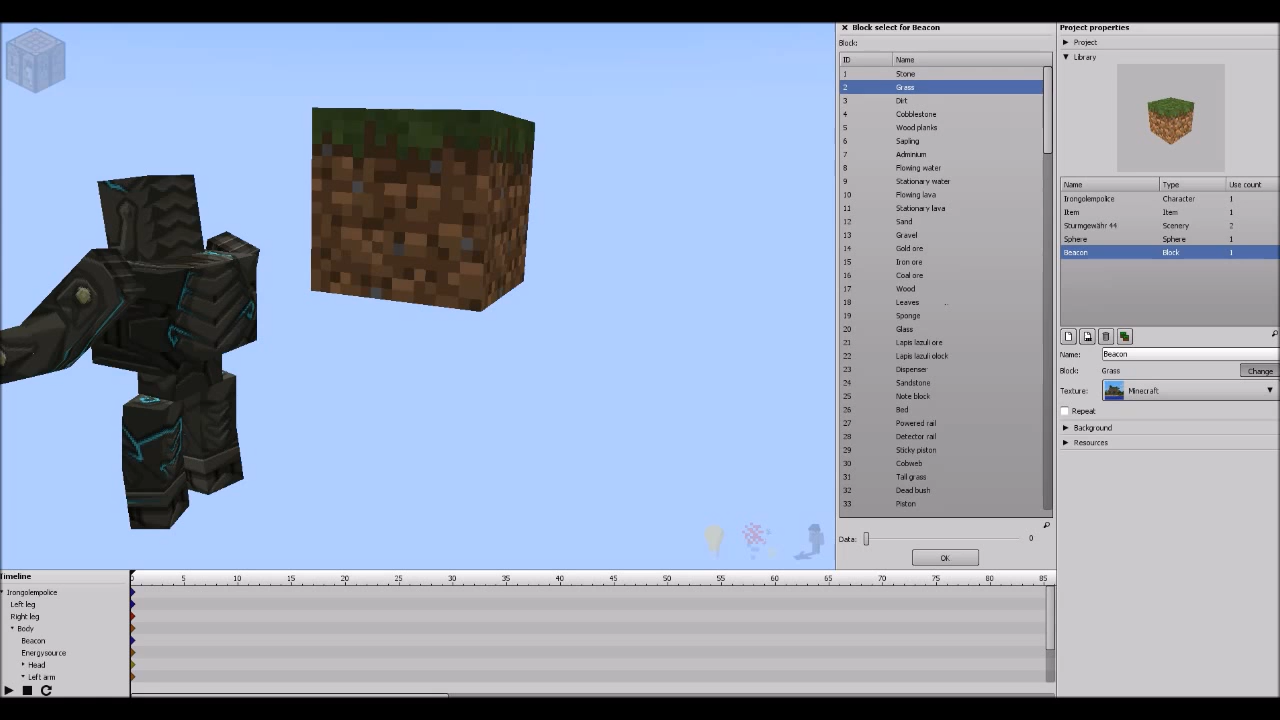 Block select for Beacon
Block:
ID Name
1 Stone
2 Grass
3 Dirt
4 Cobblestone
5 Wood planks
6 Sapling
7 Adminium
8 Flowing water
9 Stationary water
10 Flowing lava
11 Stationary lava
12 Sand
13 Gravel
14 Gold ore
15 Iron ore
16 Coal ore
17 Wood
18 Leaves
19 Sponge
20 Glass
21 Lapis lazuli ore
22 Lapis lazuli olock
23 Dispenser
24 Sandstone
25 Note block
26 Bed
27 Powered rail
28 Detector rail
29 Sticky piston
30 Cobweb
31 Tall grass
32 Dead bush
33 Piston
Data: 0
OK
Project properties
Project
Library
Name Type Use count
Irongolempolice Character 1
Item Item 1
Sturmgewähr 44 Scenery 2
Sphere Sphere 1
Beacon Block 1
Name: Beacon
Block: Grass Change
Texture: Minecraft
Repeat
Background
Resources
Timeline
0 5 10 15 20 25 30 35 40 45 50 55 60 65 70 75 80 85
Irongolempolice
Left leg
Right leg
Body
Beacon
Energysource
Head
Left arm